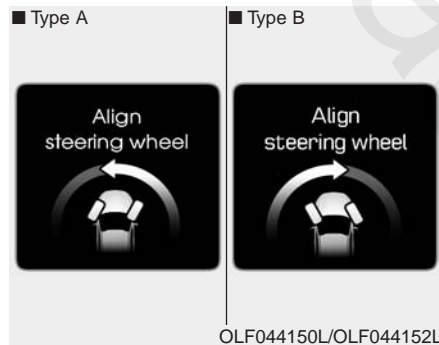 ■ Type A
■ Type B
Align
steering wheel
Align
steering wheel
OLF044150L/OLF044152L